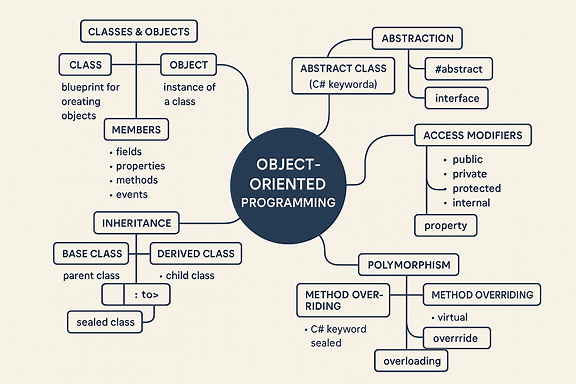 CLASSES & OBJECTS
CLASS
OBJECT
blueprint for
oreating
objects
instance of
a class
MEMBERS
• fields
• properties
• methods
• events
INHERITANCE
BASE CLASS
DERIVED CLASS
parent class
• child class
: to>
sealed class
OBJECT-
ORIENTED
PROGRAMMING
ABSTRACTION
ABSTRACT CLASS
(C# keyworda)
#abstract
interface
ACCESS MODIFIERS
• public
• private
• protected
• internal
property
POLYMORPHISM
METHOD OVER-
RIDING
• C# keyword
sealed
METHOD OVERRIDING
• virtual
overrride
overloading